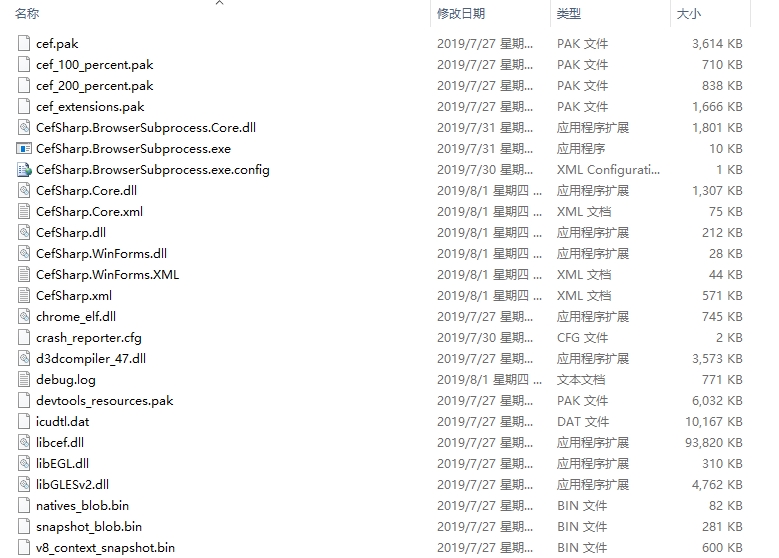 名称 修改日期 类型 大小
cef.pak 2019/7/27 星期... PAK 文件 3,614 KB
cef_100_percent.pak 2019/7/27 星期... PAK 文件 710 KB
cef_200_percent.pak 2019/7/27 星期... PAK 文件 838 KB
cef_extensions.pak 2019/7/27 星期... PAK 文件 1,666 KB
CefSharp.BrowserSubprocess.Core.dll 2019/7/31 星期... 应用程序扩展 1,801 KB
CefSharp.BrowserSubprocess.exe 2019/7/31 星期... 应用程序 10 KB
CefSharp.BrowserSubprocess.exe.config 2019/7/30 星期... XML Configurati... 1 KB
CefSharp.Core.dll 2019/8/1 星期四 ... 应用程序扩展 1,307 KB
CefSharp.Core.xml 2019/8/1 星期四 ... XML 文档 75 KB
CefSharp.dll 2019/8/1 星期四 ... 应用程序扩展 212 KB
CefSharp.WinForms.dll 2019/8/1 星期四 ... 应用程序扩展 28 KB
CefSharp.WinForms.XML 2019/8/1 星期四 ... XML 文档 44 KB
CefSharp.xml 2019/8/1 星期四 ... XML 文档 571 KB
chrome_elf.dll 2019/7/27 星期... 应用程序扩展 745 KB
crash_reporter.cfg 2019/7/30 星期... CFG 文件 2 KB
d3dcompiler_47.dll 2019/7/27 星期... 应用程序扩展 3,573 KB
debug.log 2019/8/1 星期四 ... 文本文档 771 KB
devtools_resources.pak 2019/7/27 星期... PAK 文件 6,032 KB
icudtl.dat 2019/7/27 星期... DAT 文件 10,167 KB
libcef.dll 2019/7/27 星期... 应用程序扩展 93,820 KB
libEGL.dll 2019/7/27 星期... 应用程序扩展 310 KB
libGLESv2.dll 2019/7/27 星期... 应用程序扩展 4,762 KB
natives_blob.bin 2019/7/27 星期... BIN 文件 82 KB
snapshot_blob.bin 2019/7/27 星期... BIN 文件 281 KB
v8_context_snapshot.bin 2019/7/27 星期... BIN 文件 600 KB